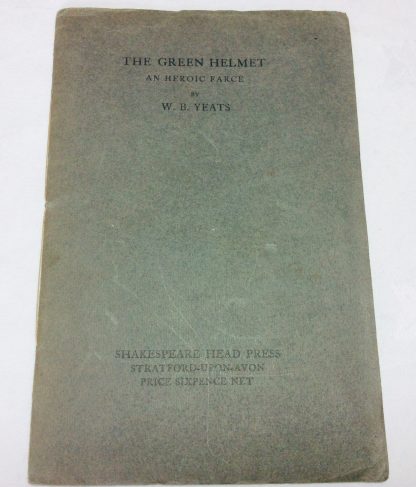 THE GREEN HELMET
AN HEROIC FARCE
BY
W. B. YEATS
SHAKESPEARE HEAD PRESS
STRATFORD-UPON-AVON
PRICE SIXPENCE NET